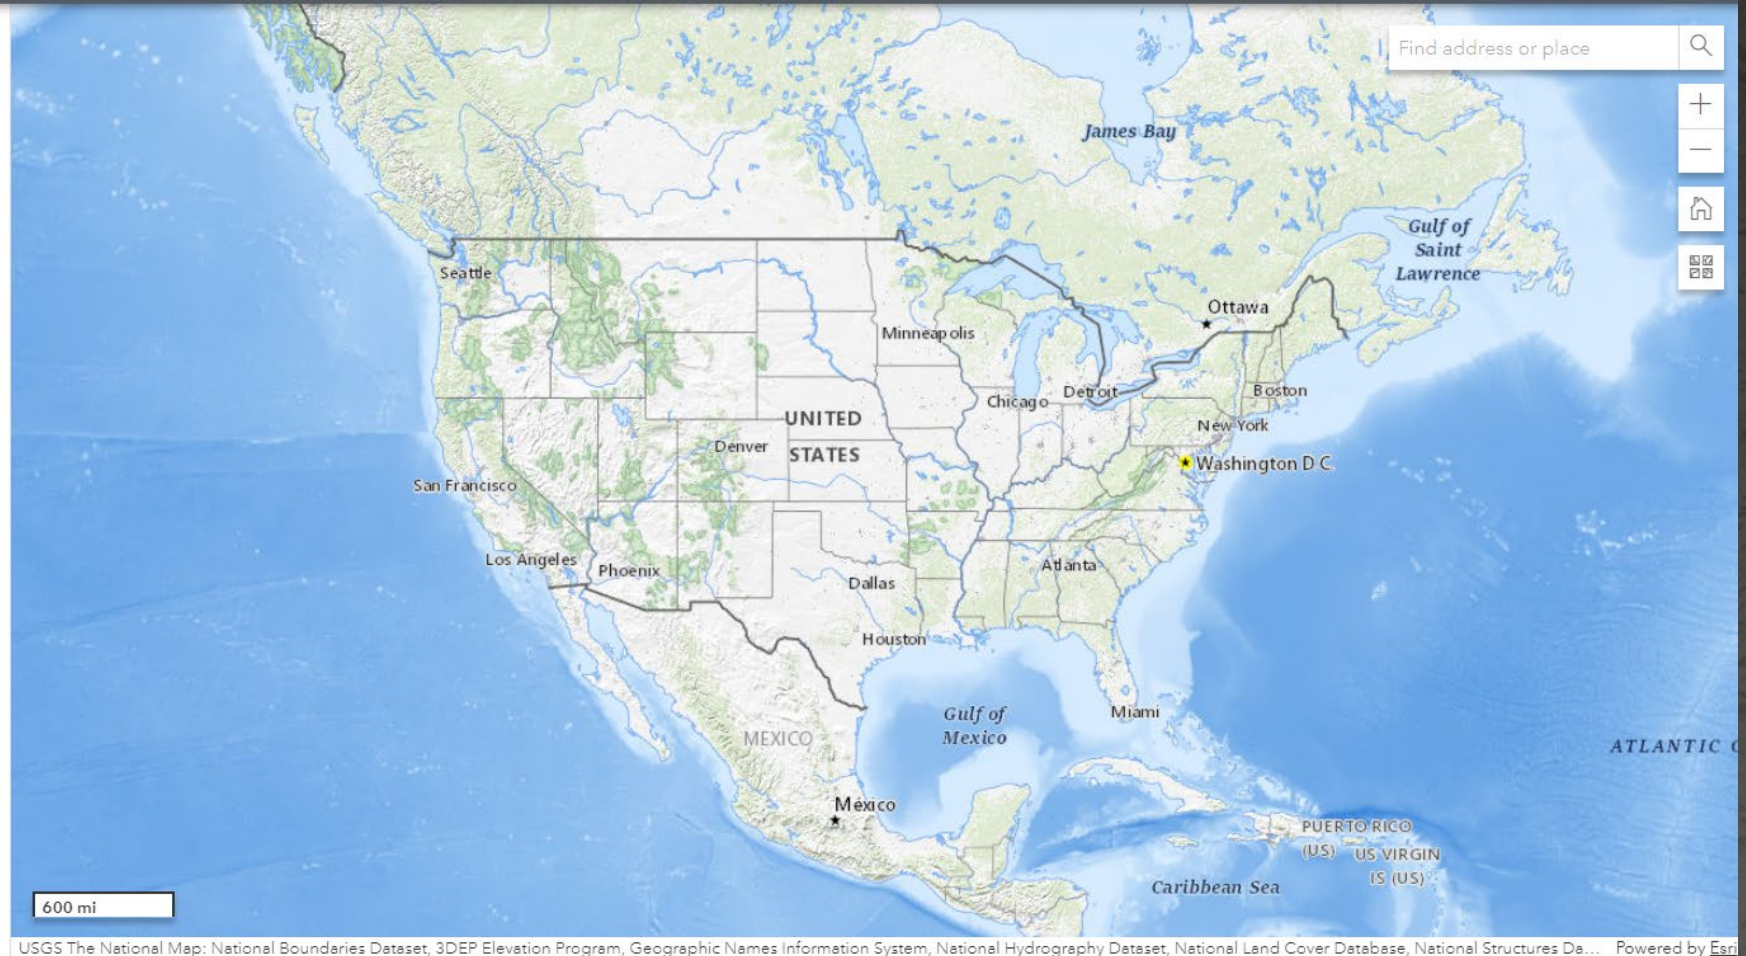 Find address or place
James Bay
Gulf of
Saint
Lawrence
Seattle
Ottawa
Minneapolis
Boston
Detroit
Chicago
UNITED
New York
Denver
STATES
Washington D.C.
San Francisco
Los Angeles
Phoenix
Atlanta
Dallas
Houston
Miami
Gulf of
Mexico
MEXICO
ATLANTIC
México
PUERTO RICO
(US)
US VIRGIN
IS (US)
Caribbean Sea
600 mi
USGS The National Map: National Boundaries Dataset, 3DEP Elevation Program, Geographic Names Information System, National Hydrography Dataset, National Land Cover Database, National Structures Da... Powered by Esri